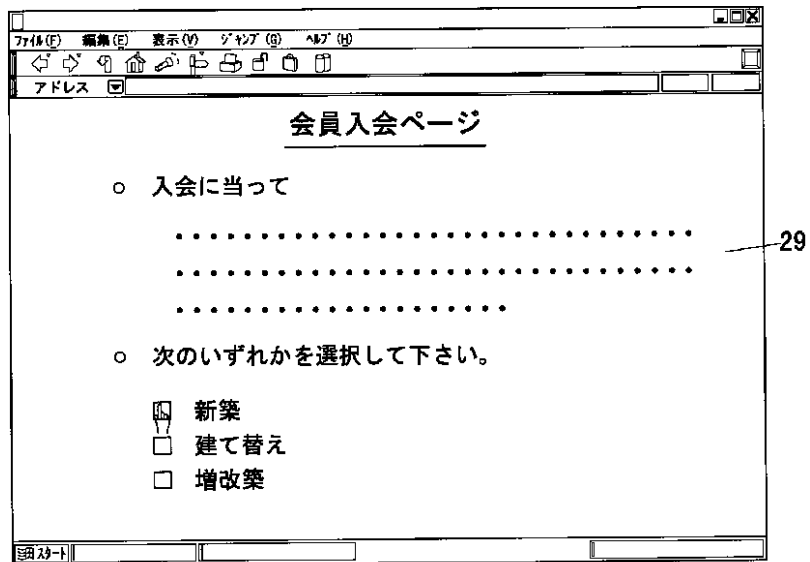 ﾌｧｲﾙ(F) 編集(E) 表示(V) ｼﾞｬﾝﾌﾟ(G) ﾍﾙﾌﾟ(H)
アドレス
会員入会ページ
○ 入会に当って
・・・・・・・・・・・・・・・・・・・・・・・・・・・・・・・
・・・・・・・・・・・・・・・・・・・・・・・・・・・・・・・
・・・・・・・・・・・・・・・・・・・・
29
○ 次のいずれかを選択して下さい。
新築
□ 建て替え
□ 増改築
ｽﾀｰﾄ